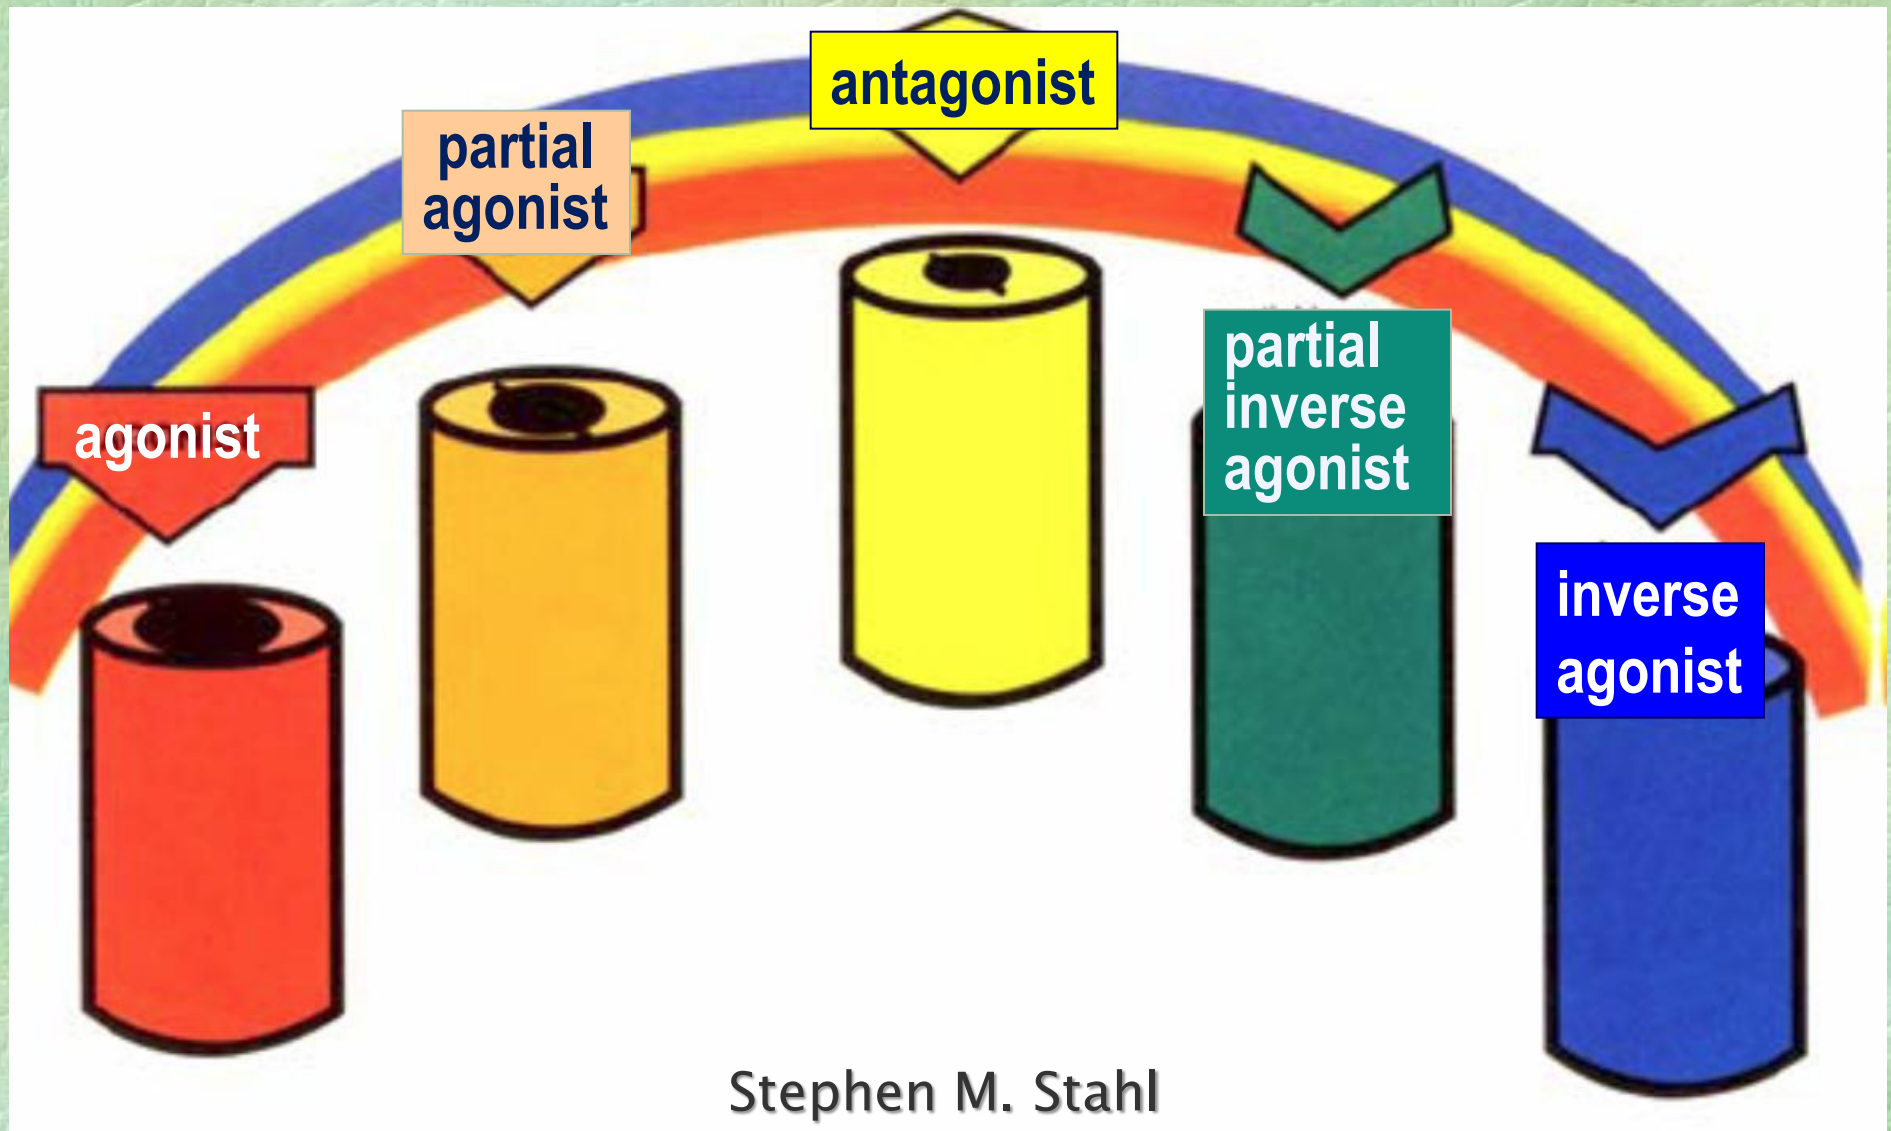 antagonist
partial
agonist
agonist
partial
inverse
agonist
inverse
agonist
Stephen M. Stahl